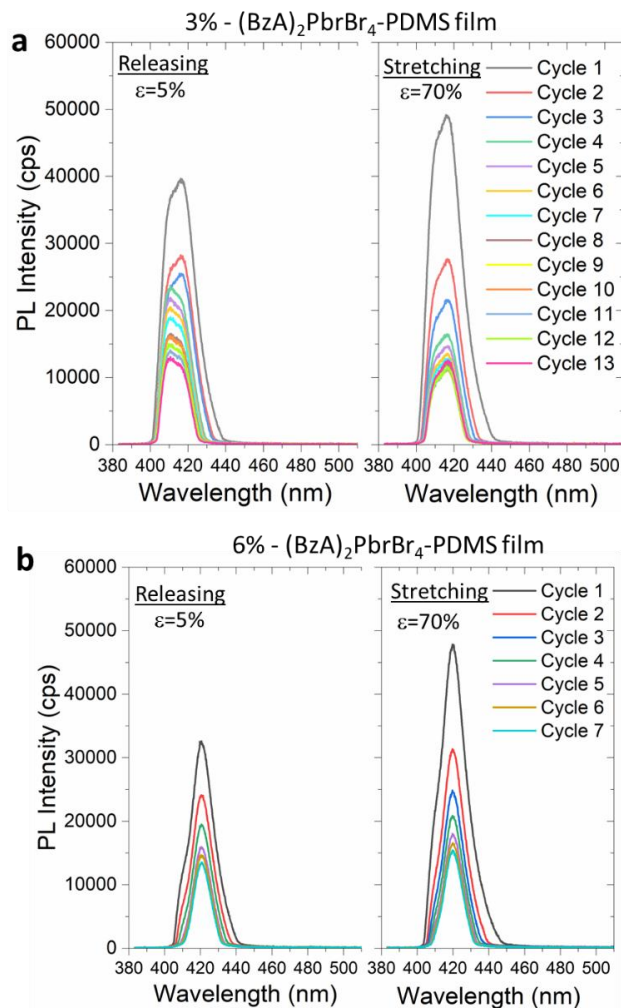 a
3% - (BzA)₂PbrBr₄-PDMS film
PL Intensity (cps)
60000
50000
40000
30000
20000
10000
0
Releasing
ε=5%
380 400 420 440 460 480 500
Wavelength (nm)
Stretching
ε=70%
Cycle 1
Cycle 2
Cycle 3
Cycle 4
Cycle 5
Cycle 6
Cycle 7
Cycle 8
Cycle 9
Cycle 10
Cycle 11
Cycle 12
Cycle 13
380 400 420 440 460 480 500
Wavelength (nm)
b
6% - (BzA)₂PbrBr₄-PDMS film
PL Intensity (cps)
60000
50000
40000
30000
20000
10000
0
Releasing
ε=5%
380 400 420 440 460 480 500
Wavelength (nm)
Stretching
ε=70%
Cycle 1
Cycle 2
Cycle 3
Cycle 4
Cycle 5
Cycle 6
Cycle 7
380 400 420 440 460 480 500
Wavelength (nm)